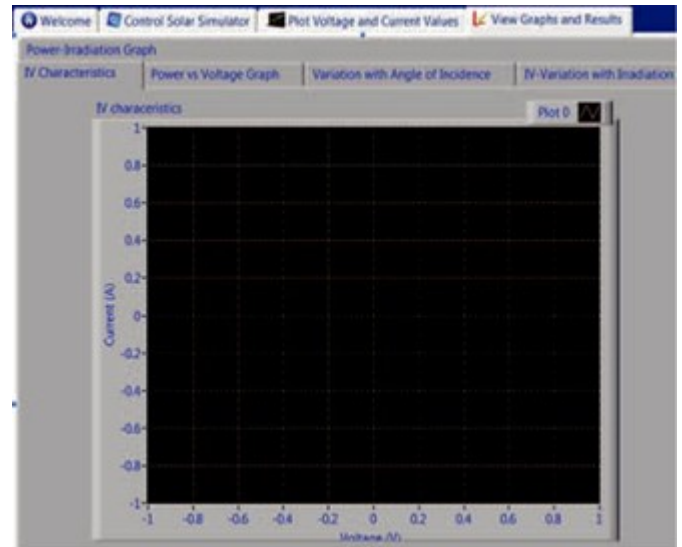 Welcome Control Solar Simulator Plot Voltage and Current Values View Graphs and Results
Power-Irradiation Graph
IV Characteristics Power vs Voltage Graph Variation with Angle of Incidence IV-Variation with Irradiation
IV characeristics Plot 0
1
0.8
0.6
0.4
0.2
0
-0.2
-0.4
-0.6
-0.8
-1
Current (A)
-1 -0.8 -0.6 -0.4 -0.2 0 0.2 0.4 0.6 0.8 1
Voltage (V)